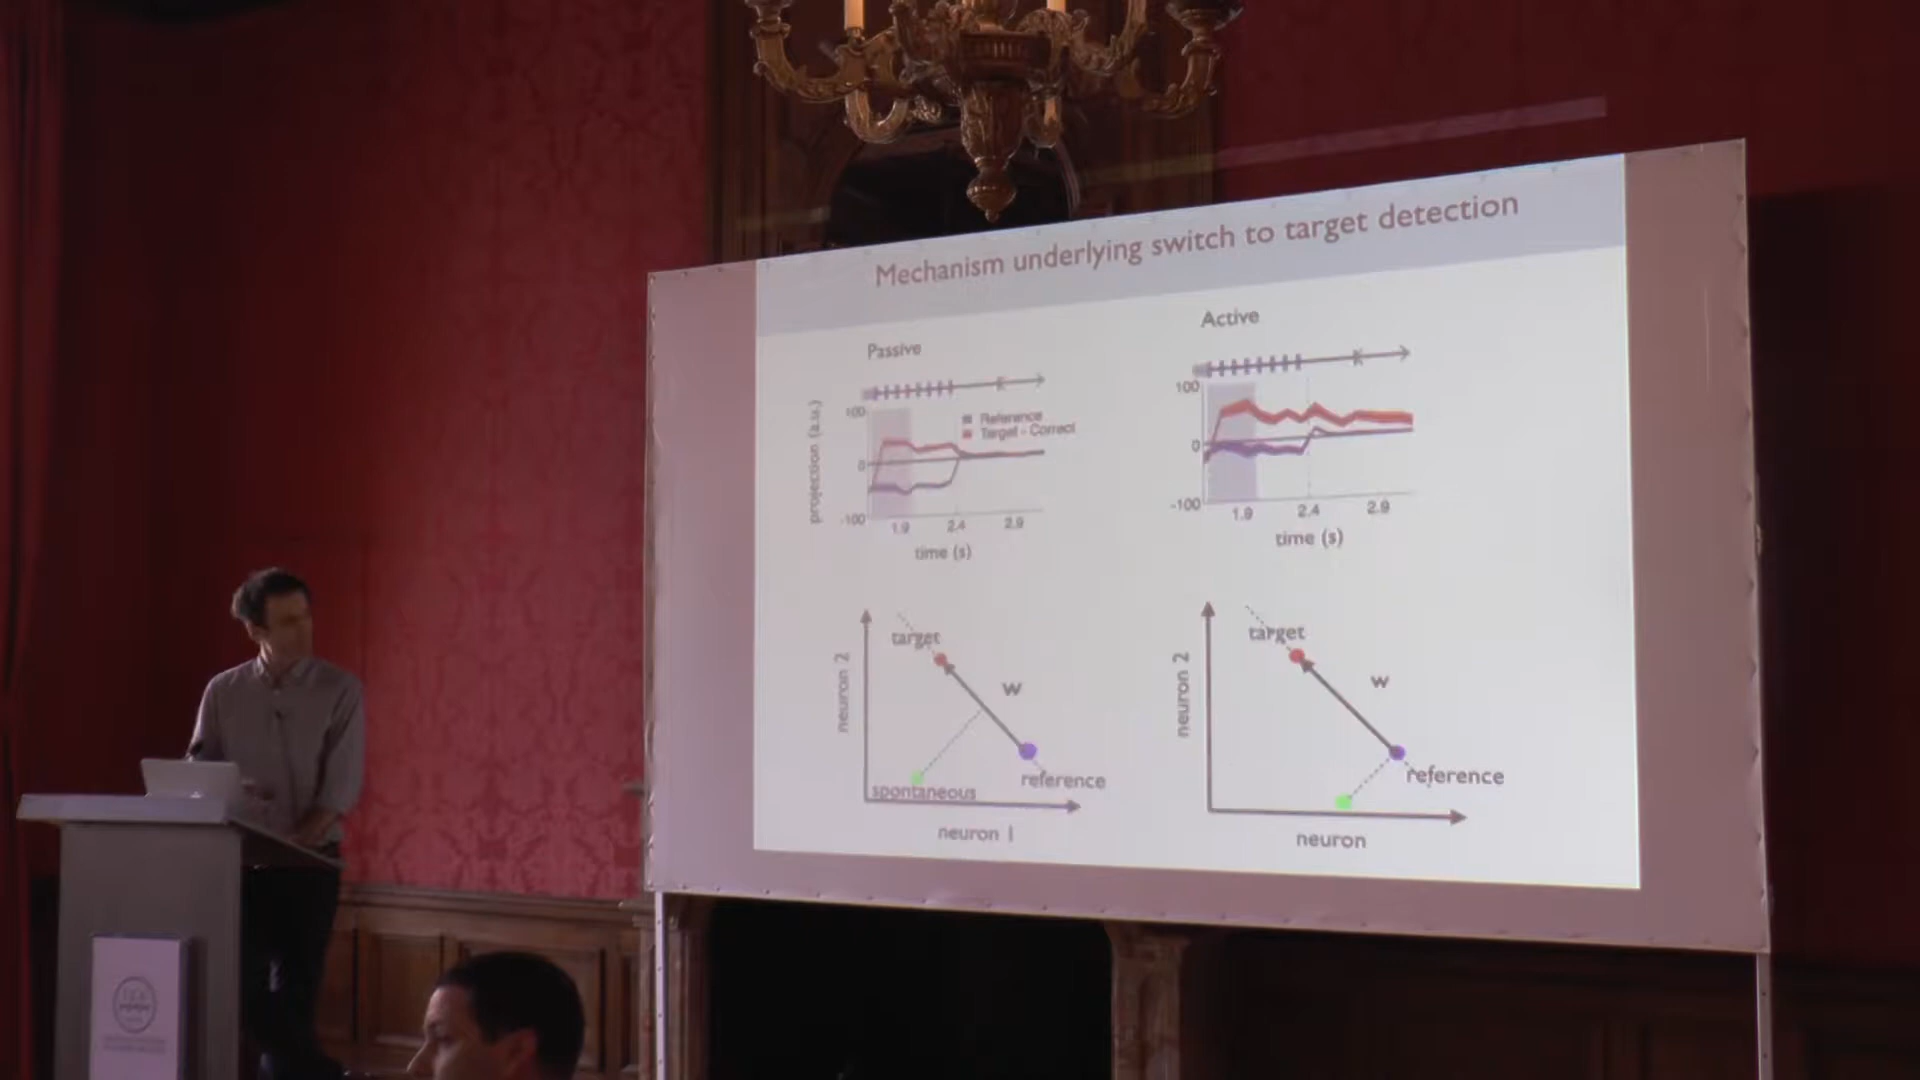 Mechanism underlying switch to target detection
Passive
Active
projection (a.u.)
100
0
-100
Reference
Target - Correct
1.9
2.4
2.9
time (s)
100
0
-100
1.9
2.4
2.9
time (s)
neuron 2
target
w
spontaneous
reference
neuron 1
neuron 2
target
w
reference
neuron